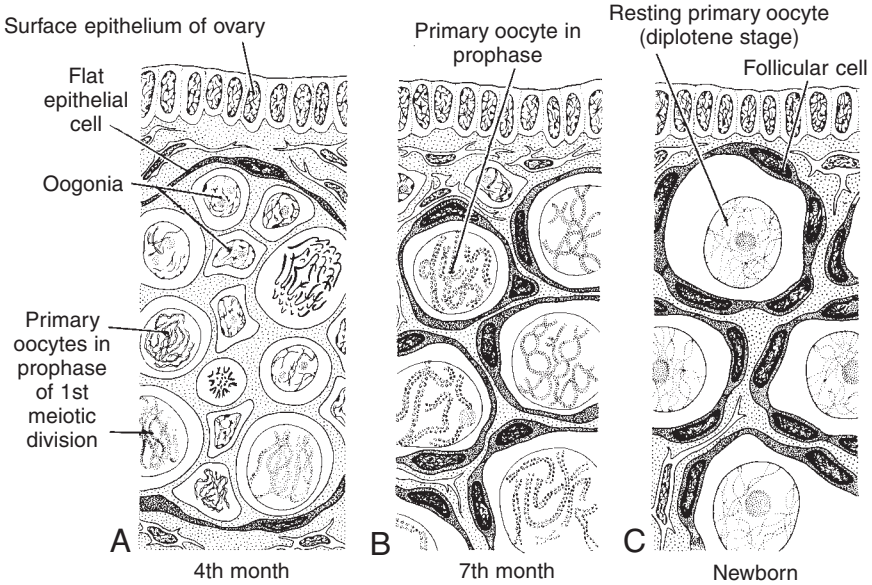 Surface epithelium of ovary
Flat
epithelial
cell
Oogonia
Primary
oocytes in
prophase
of 1st
meiotic
division
A
4th month
Primary oocyte in
prophase
B
7th month
Resting primary oocyte
(diplotene stage)
Follicular cell
C
Newborn